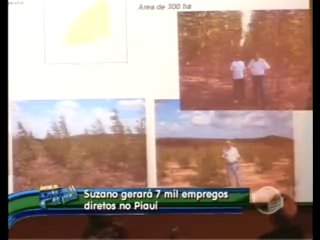 Área de 300 ha
Suzano gerará 7 mil empregos
diretos no Piauí